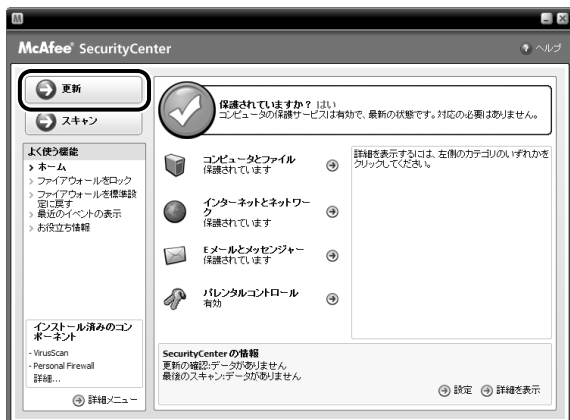 McAfee® SecurityCenter
ヘルプ
更新
スキャン
よく使う機能
ホーム
ファイアウォールをロック
ファイアウォールを標準設
定に戻す
最近のイベントの表示
お役立ち情報
インストール済みのコン
ポーネント
- VirusScan
- Personal Firewall
詳細...
詳細メニュー
保護されていますか? はい
コンピュータの保護サービスは有効で、最新の状態です。対応の必要はありません。
コンピュータとファイル
保護されています
インターネットとネットワー
ク
保護されています
Eメールとメッセンジャー
保護されています
ペレンタルコントロール
有効
詳細を表示するには、左側のカテゴリのいずれかを
クリックしてください。
SecurityCenter の情報
更新の確認:データがありません
最後のスキャン:データがありません
設定
詳細を表示